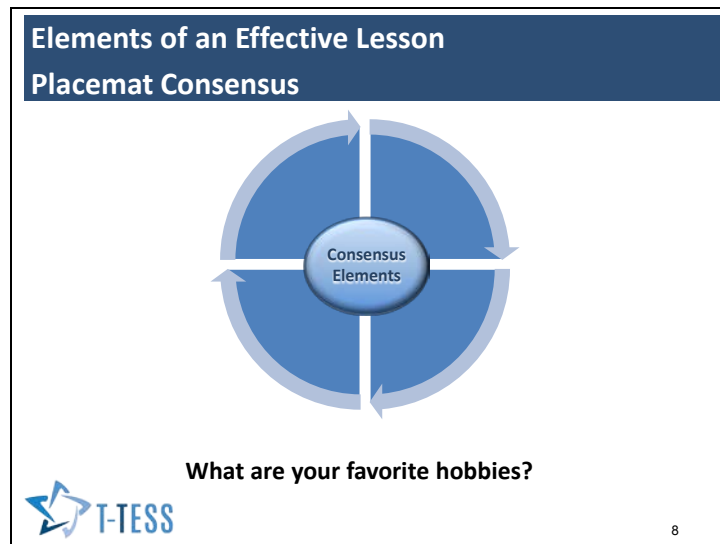 Elements of an Effective Lesson
Placemat Consensus
Consensus
Elements
What are your favorite hobbies?
T-TESS
8